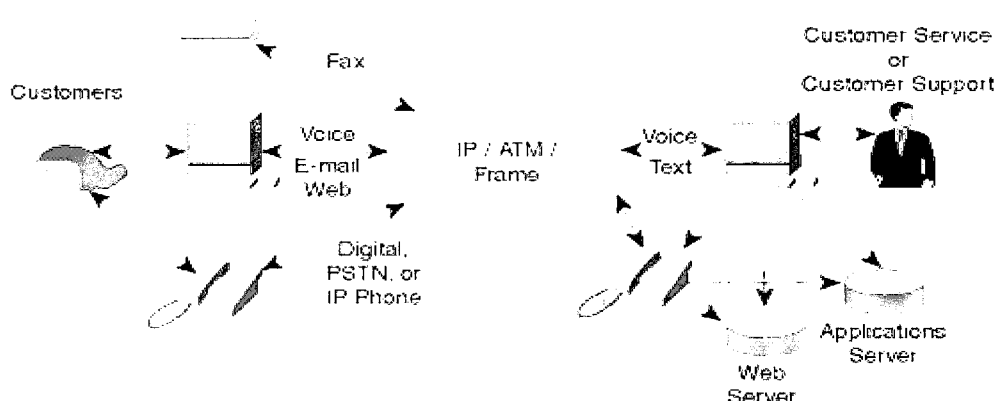 Customer Service
or
Customer Support
Fax
Customers
Voice
E-mail
Web
IP / ATM /
Frame
Voice
Text
Digital,
PSTN, or
IP Phone
Applications
Server
Web
Server